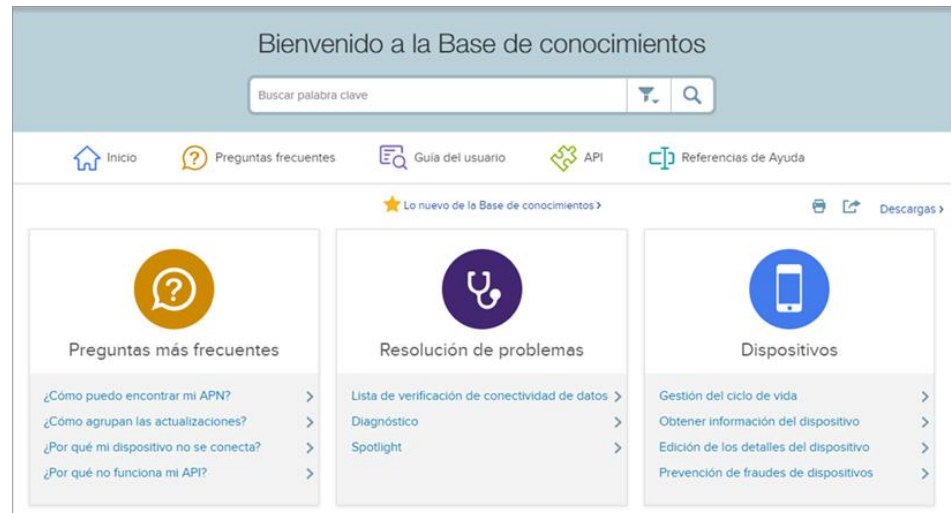 Bienvenido a la Base de conocimientos
Buscar palabra clave
Inicio
Preguntas frecuentes
Guía del usuario
API
Referencias de Ayuda
Lo nuevo de la Base de conocimientos >
Descargas >
Preguntas más frecuentes
¿Cómo puedo encontrar mi APN? >
¿Cómo agrupan las actualizaciones? >
¿Por qué mi dispositivo no se conecta? >
¿Por qué no funciona mi API? >
Resolución de problemas
Lista de verificación de conectividad de datos >
Diagnóstico >
Spotlight >
Dispositivos
Gestión del ciclo de vida >
Obtener información del dispositivo >
Edición de los detalles del dispositivo >
Prevención de fraudes de dispositivos >